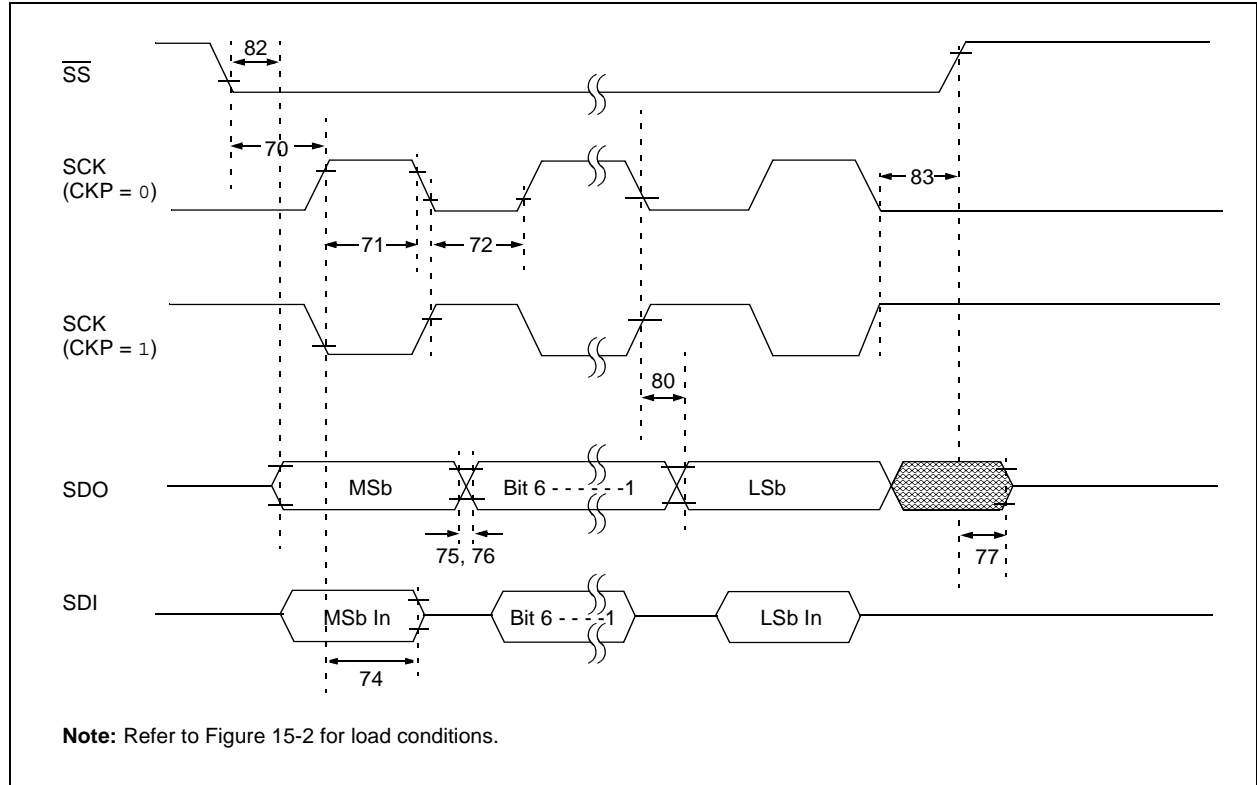 82
SS
70
SCK
(CKP = 0)
83
71
72
SCK
(CKP = 1)
80
SDO
MSb
Bit 6 - - - - - -1
LSb
75, 76
77
SDI
MSb In
Bit 6 - - - -1
LSb In
74
Note: Refer to Figure 15-2 for load conditions.